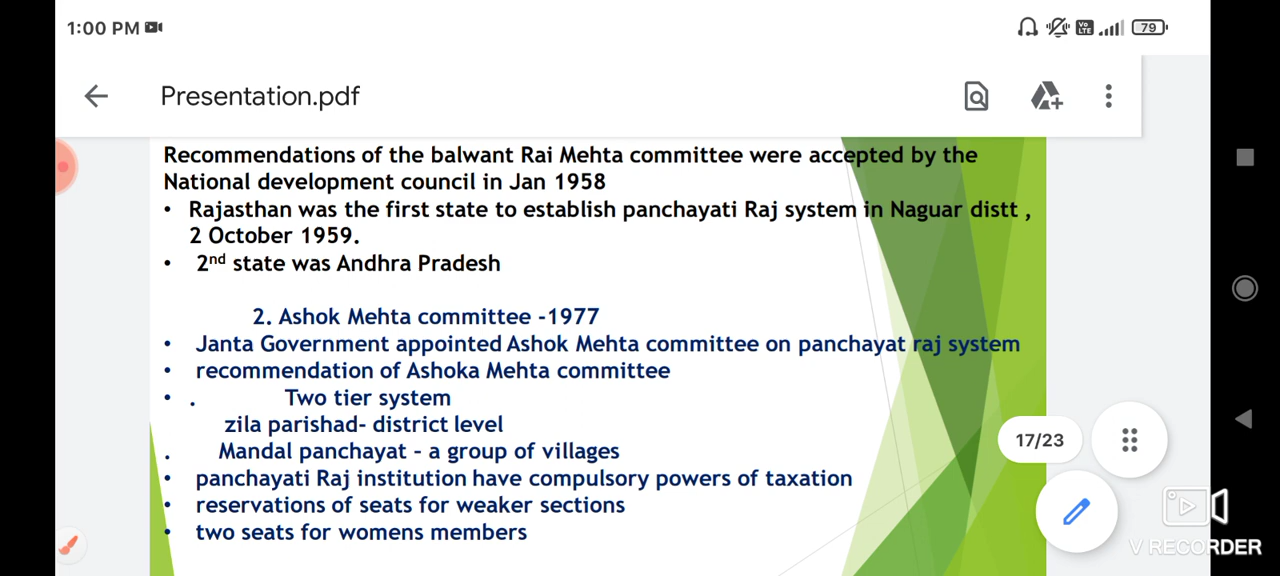 1:00 PM
Vo LTE
79
Presentation.pdf
Recommendations of the balwant Rai Mehta committee were accepted by the
National development council in Jan 1958
• Rajasthan was the first state to establish panchayati Raj system in Naguar distt ,
2 October 1959.
• 2nd state was Andhra Pradesh
2. Ashok Mehta committee -1977
• Janta Government appointed Ashok Mehta committee on panchayat raj system
• recommendation of Ashoka Mehta committee
• . Two tier system
zila parishad- district level
. Mandal panchayat - a group of villages
• panchayati Raj institution have compulsory powers of taxation
• reservations of seats for weaker sections
• two seats for womens members
17/23
V RECORDER